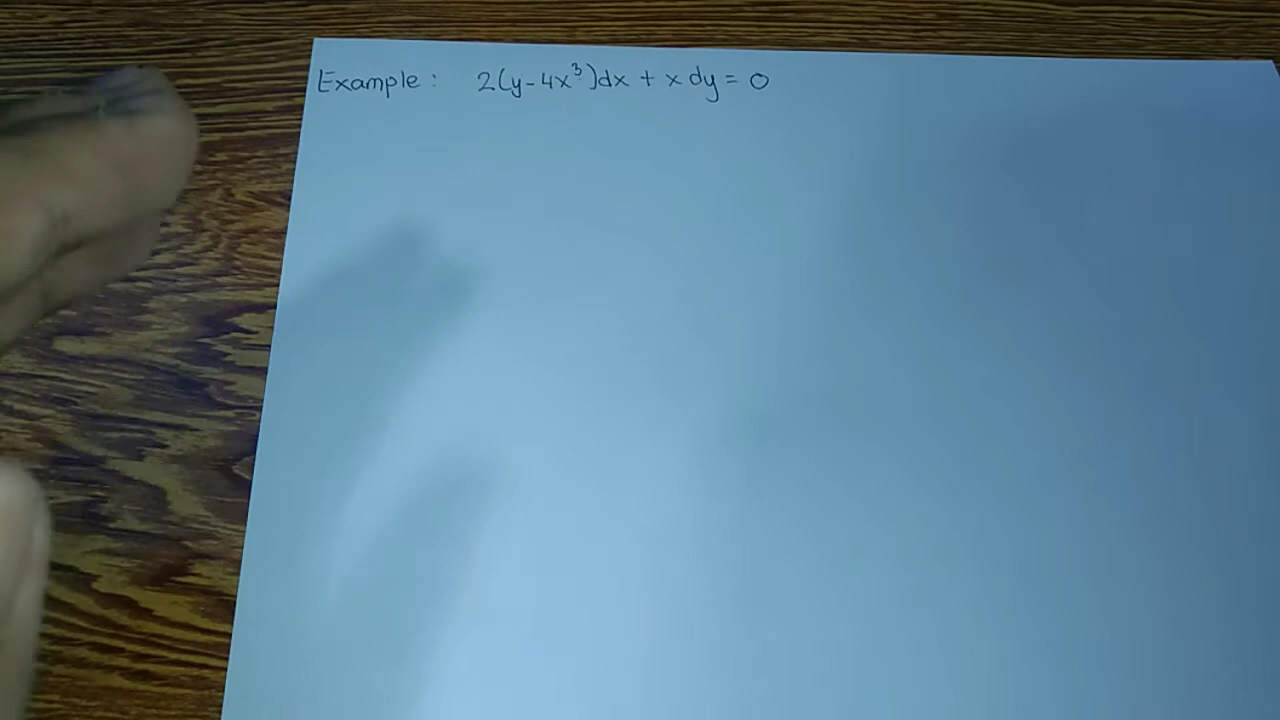 Example : 2(y-4x³)dx + x dy = 0